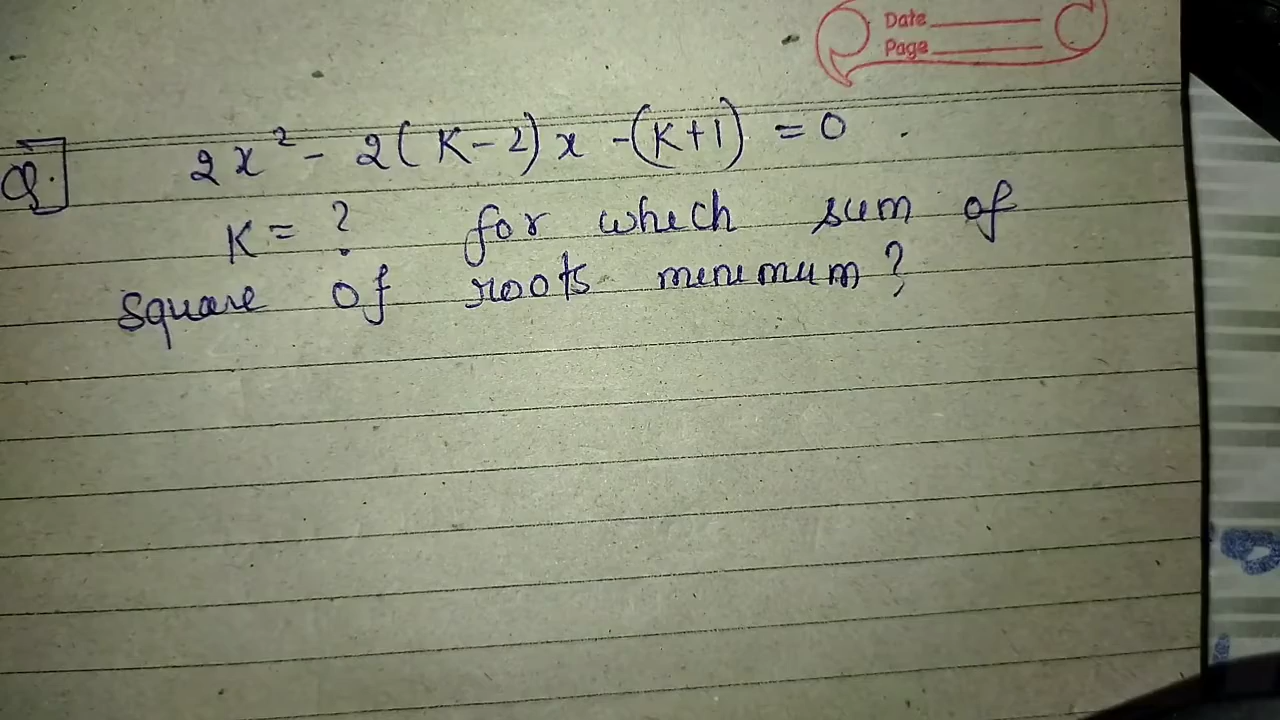 Date
Page
Q. 2x² - 2(K-2)x -(K+1) = 0
K = ? for which sum of
square of roots minimum?